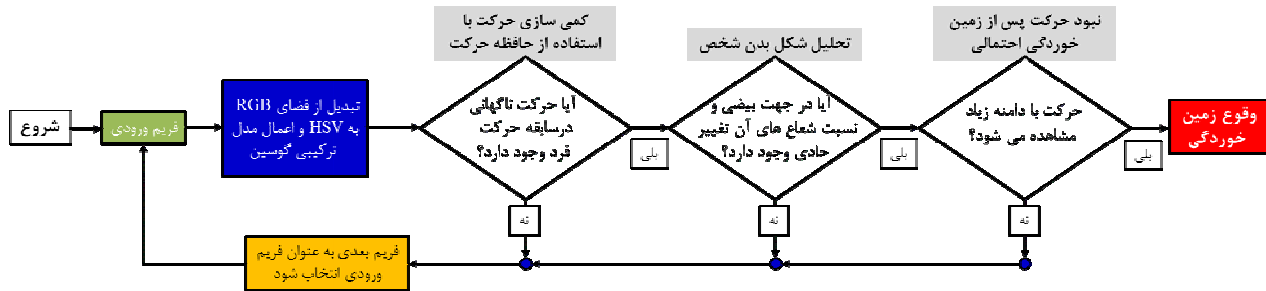 شروع
فریم ورودی
تبدیل از فضای RGB
به HSV و اعمال مدل
ترکیبی گوسین
کمی سازی حرکت با
استفاده از حافظه حرکت
آیا حرکت ناگهانی
درسابقه حرکت
فرد وجود دارد؟
بلی
نه
تحلیل شکل بدن شخص
آیا در جهت بیضی و
نسبت شعاع های آن تغییر
حادی وجود دارد؟
بلی
نه
نبود حرکت پس از زمین
خوردگی احتمالی
حرکت با دامنه زیاد
مشاهده می شود؟
بلی
نه
وقوع زمین
خوردگی
فریم بعدی به عنوان فریم
ورودی انتخاب شود